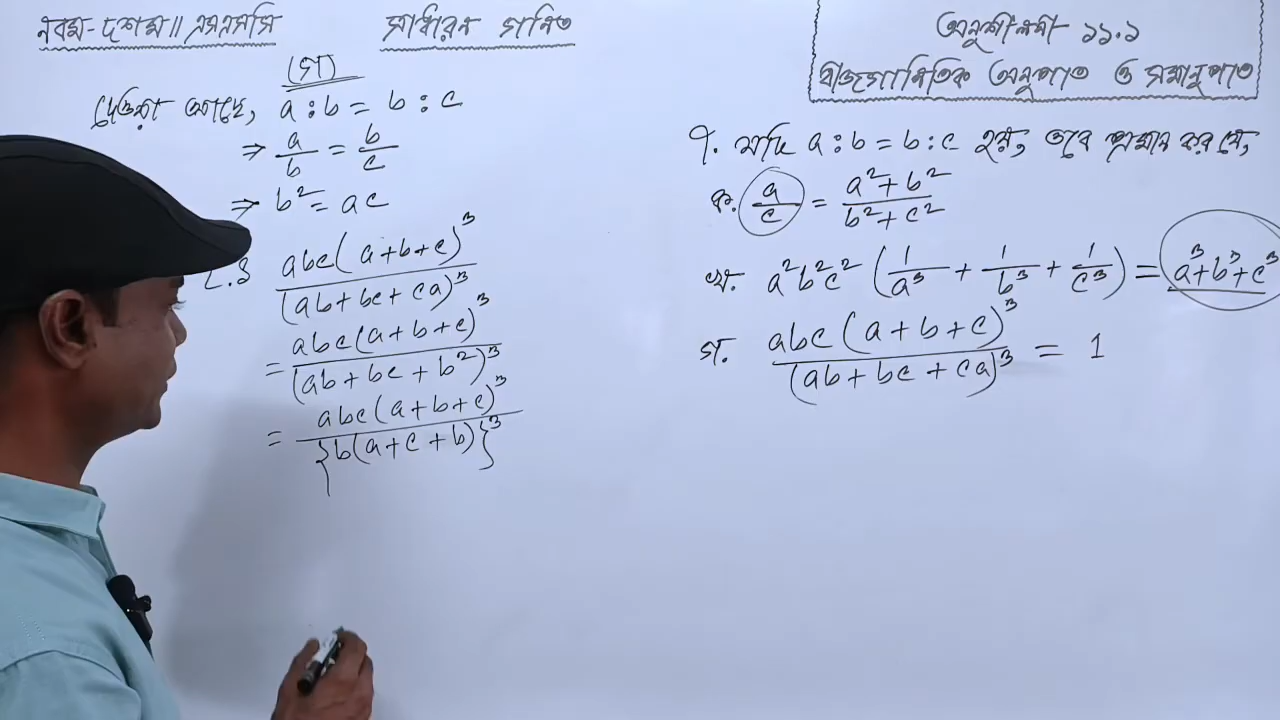 নবম-দশম॥ এসএসসি
সাধারন গনিত
(গ)
দেওয়া আছে, a : b = b : c
⇒ a/b = b/c
⇒ b² = ac
L.S abc(a+b+c)³/(ab+bc+ca)³
= abc(a+b+c)³/(ab+bc+b²)³
= abc(a+b+c)³/{b(a+c+b)}³
অনুশীলনী ১১.১
বীজগাণিতিক অনুপাত ও সমানুপাত
৭. যদি a : b = b : c হয়, তবে প্রমান কর যে,
ক. a/c = (a²+b²)/(b²+c²)
খ. a²b²c² (1/a³ + 1/b³ + 1/c³) = a³+b³+c³
গ. abc(a+b+c)³/(ab+bc+ca)³ = 1